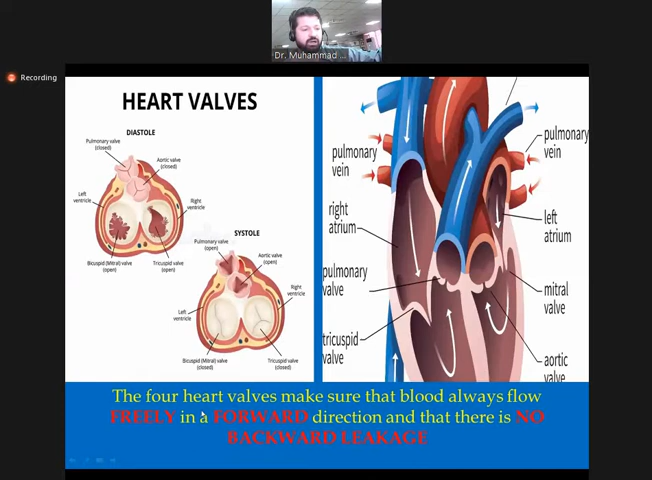 Dr. Muhammad ...
Recording
HEART VALVES
DIASTOLE
Pulmonary valve
(closed)
Aortic valve
(closed)
Left
ventricle
Right
ventricle
Bicuspid (Mitral) valve
(open)
Tricuspid valve
(open)
SYSTOLE
Pulmonary valve
(open)
Aortic valve
(open)
Right
ventricle
Left
ventricle
Bicuspid (Mitral) valve
(closed)
Tricuspid valve
(closed)
pulmonary
vein
right
atrium
pulmonary
valve
tricuspid
valve
pulmonary
vein
left
atrium
mitral
valve
aortic
valve
The four heart valves make sure that blood always flow
FREELY in a FORWARD direction and that there is NO
BACKWARD LEAKAGE